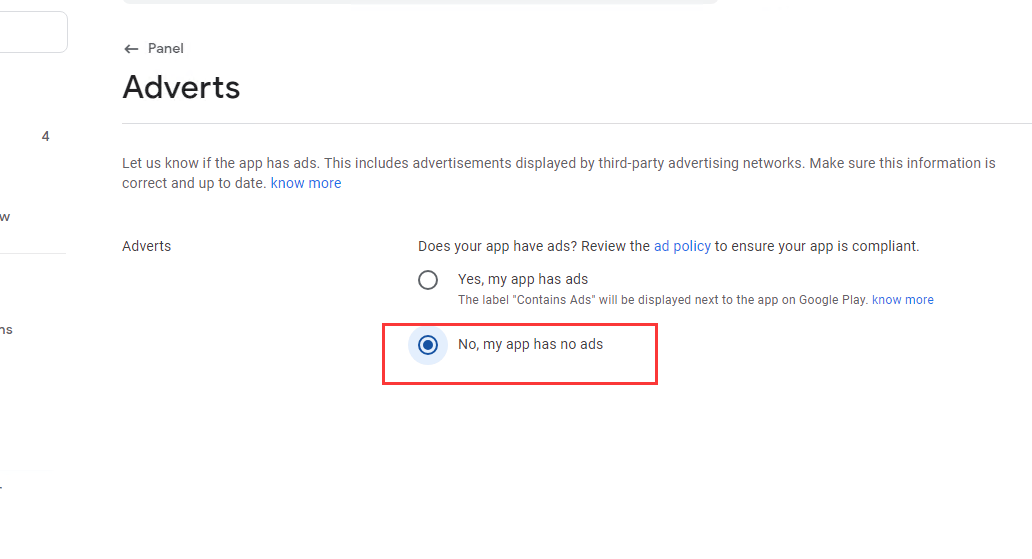 Panel
Adverts
4
Let us know if the app has ads. This includes advertisements displayed by third-party advertising networks. Make sure this information is
correct and up to date. know more
w
Adverts
Does your app have ads? Review the ad policy to ensure your app is compliant.
Yes, my app has ads
The label "Contains Ads" will be displayed next to the app on Google Play. know more
ns
No, my app has no ads